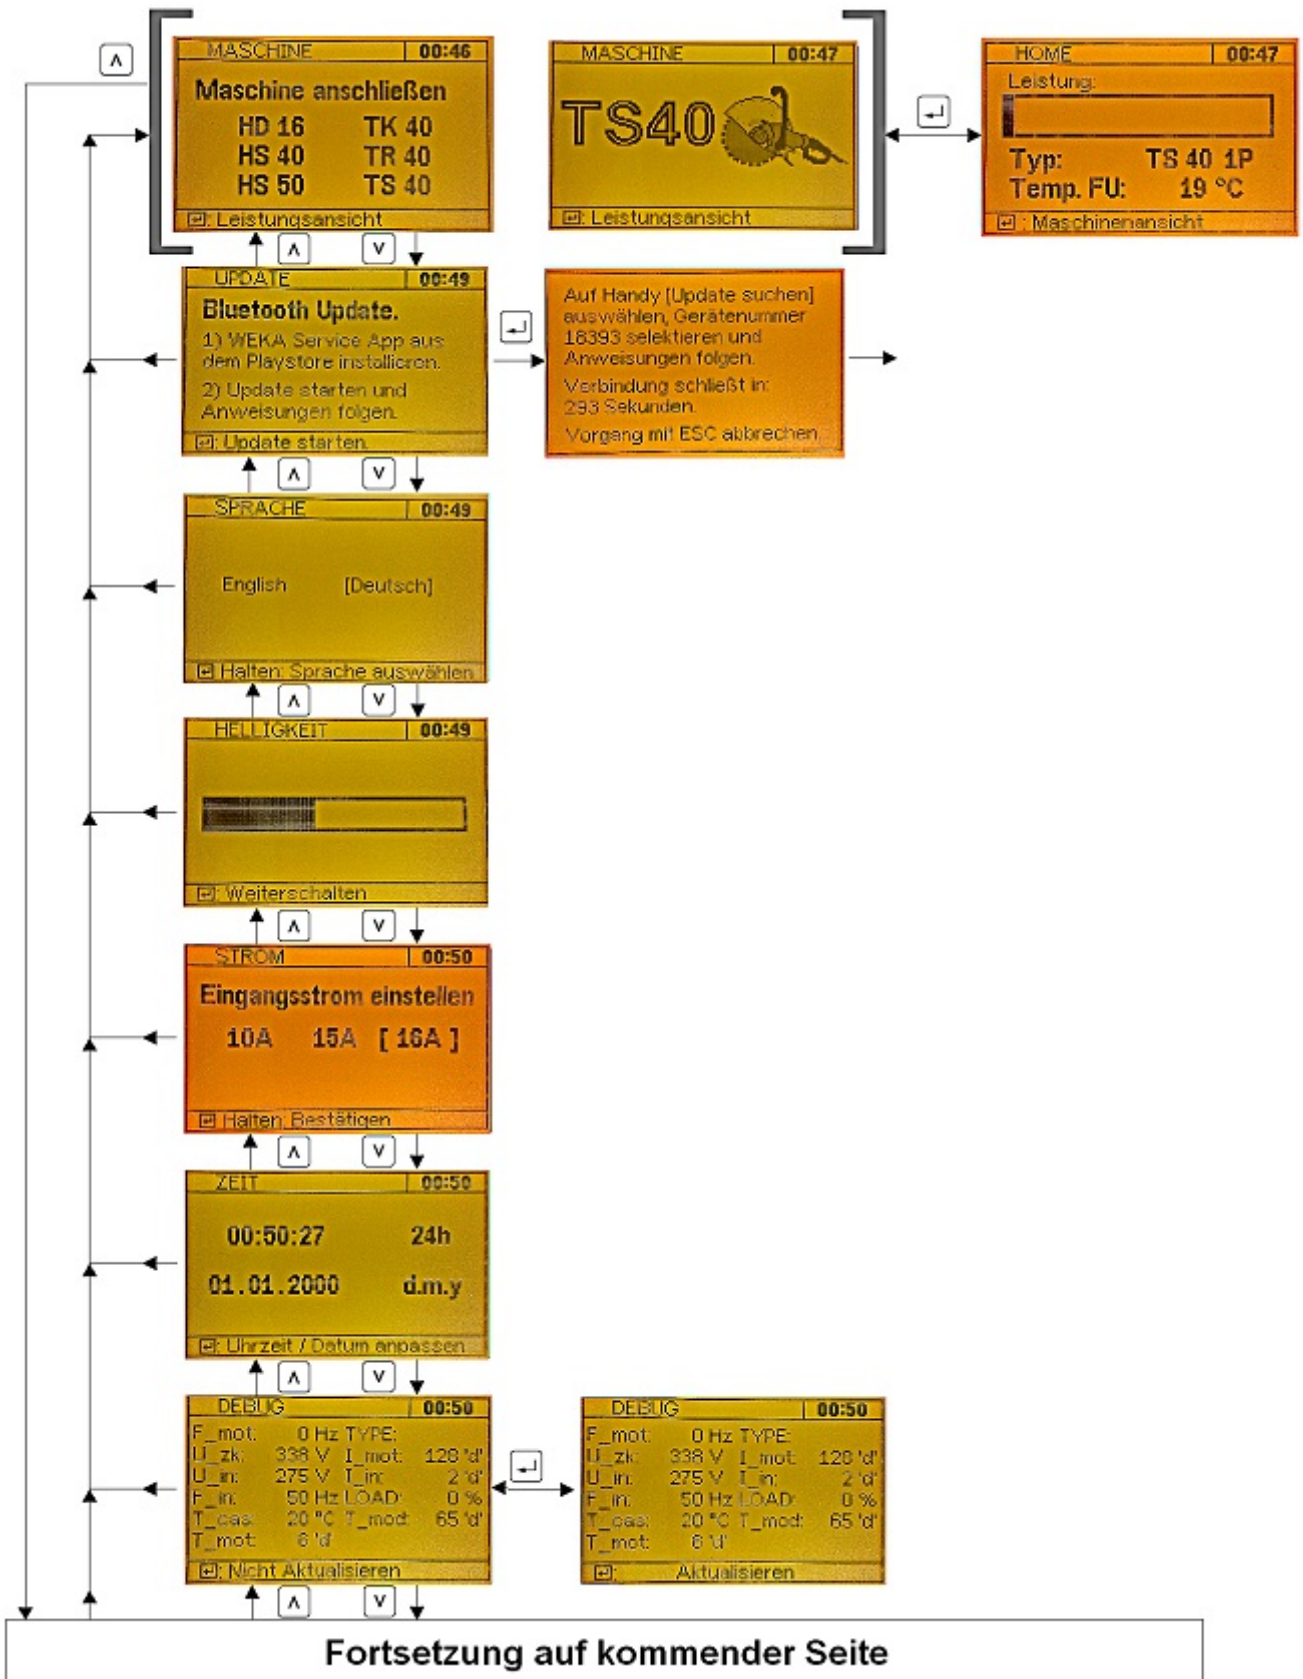 MASCHINE 00:46
Maschine anschließen
HD 16 TK 40
HS 40 TR 40
HS 50 TS 40
: Leistungsansicht
MASCHINE 00:47
TS40
: Leistungsansicht
HOME 00:47
Leistung:
Typ: TS 40 1P
Temp. FU: 19 °C
: Maschinenansicht
UPDATE 00:49
Bluetooth Update.
1) WEKA Service App aus
dem Playstore installieren.
2) Update starten und
Anweisungen folgen.
: Update starten.
Auf Handy [Update suchen]
auswählen, Gerätenummer
18393 selektieren und
Anweisungen folgen.
Verbindung schließt in:
293 Sekunden.
Vorgang mit ESC abbrechen.
SPRACHE 00:49
English [Deutsch]
Halten: Sprache auswählen
HELLIGKEIT 00:49
: Weiterschalten
STROM 00:50
Eingangsstrom einstellen
10A 15A [ 16A ]
Halten: Bestätigen
ZEIT 00:50
00:50:27 24h
01.01.2000 d.m.y
: Uhrzeit / Datum anpassen
DEBUG 00:50
F_mot: 0 Hz TYPE:
U_zk: 338 V I_mot: 128 'd'
U_in: 275 V I_in: 2 'd'
F_in: 50 Hz LOAD: 0 %
T_cas: 20 °C T_mod: 65 'd'
T_mot: 6 'd'
: Nicht Aktualisieren
DEBUG 00:50
F_mot: 0 Hz TYPE:
U_zk: 338 V I_mot: 128 'd'
U_in: 275 V I_in: 2 'd'
F_in: 50 Hz LOAD: 0 %
T_cas: 20 °C T_mod: 65 'd'
T_mot: 6 'd'
: Aktualisieren
Fortsetzung auf kommender Seite